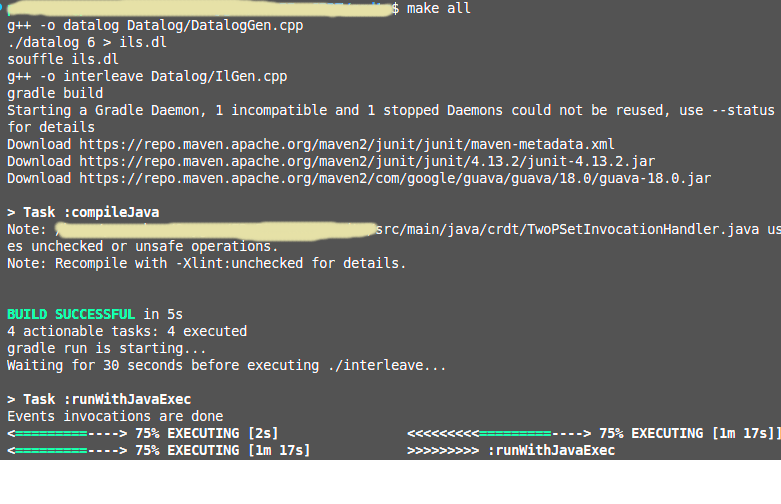 $ make all
g++ -o datalog Datalog/DatalogGen.cpp
./datalog 6 > ils.dl
souffle ils.dl
g++ -o interleave Datalog/IlGen.cpp
gradle build
Starting a Gradle Daemon, 1 incompatible and 1 stopped Daemons could not be reused, use --status
for details
Download https://repo.maven.apache.org/maven2/junit/junit/maven-metadata.xml
Download https://repo.maven.apache.org/maven2/junit/junit/4.13.2/junit-4.13.2.jar
Download https://repo.maven.apache.org/maven2/com/google/guava/guava/18.0/guava-18.0.jar
> Task :compileJava
Note: src/main/java/crdt/TwoPSetInvocationHandler.java us
es unchecked or unsafe operations.
Note: Recompile with -Xlint:unchecked for details.
BUILD SUCCESSFUL in 5s
4 actionable tasks: 4 executed
gradle run is starting...
Waiting for 30 seconds before executing ./interleave...
> Task :runWithJavaExec
Events invocations are done
<=========----> 75% EXECUTING [2s] <<<<<<<<<=========----> 75% EXECUTING [1m 17s]]
<=========----> 75% EXECUTING [1m 17s] >>>>>>>>> :runWithJavaExec